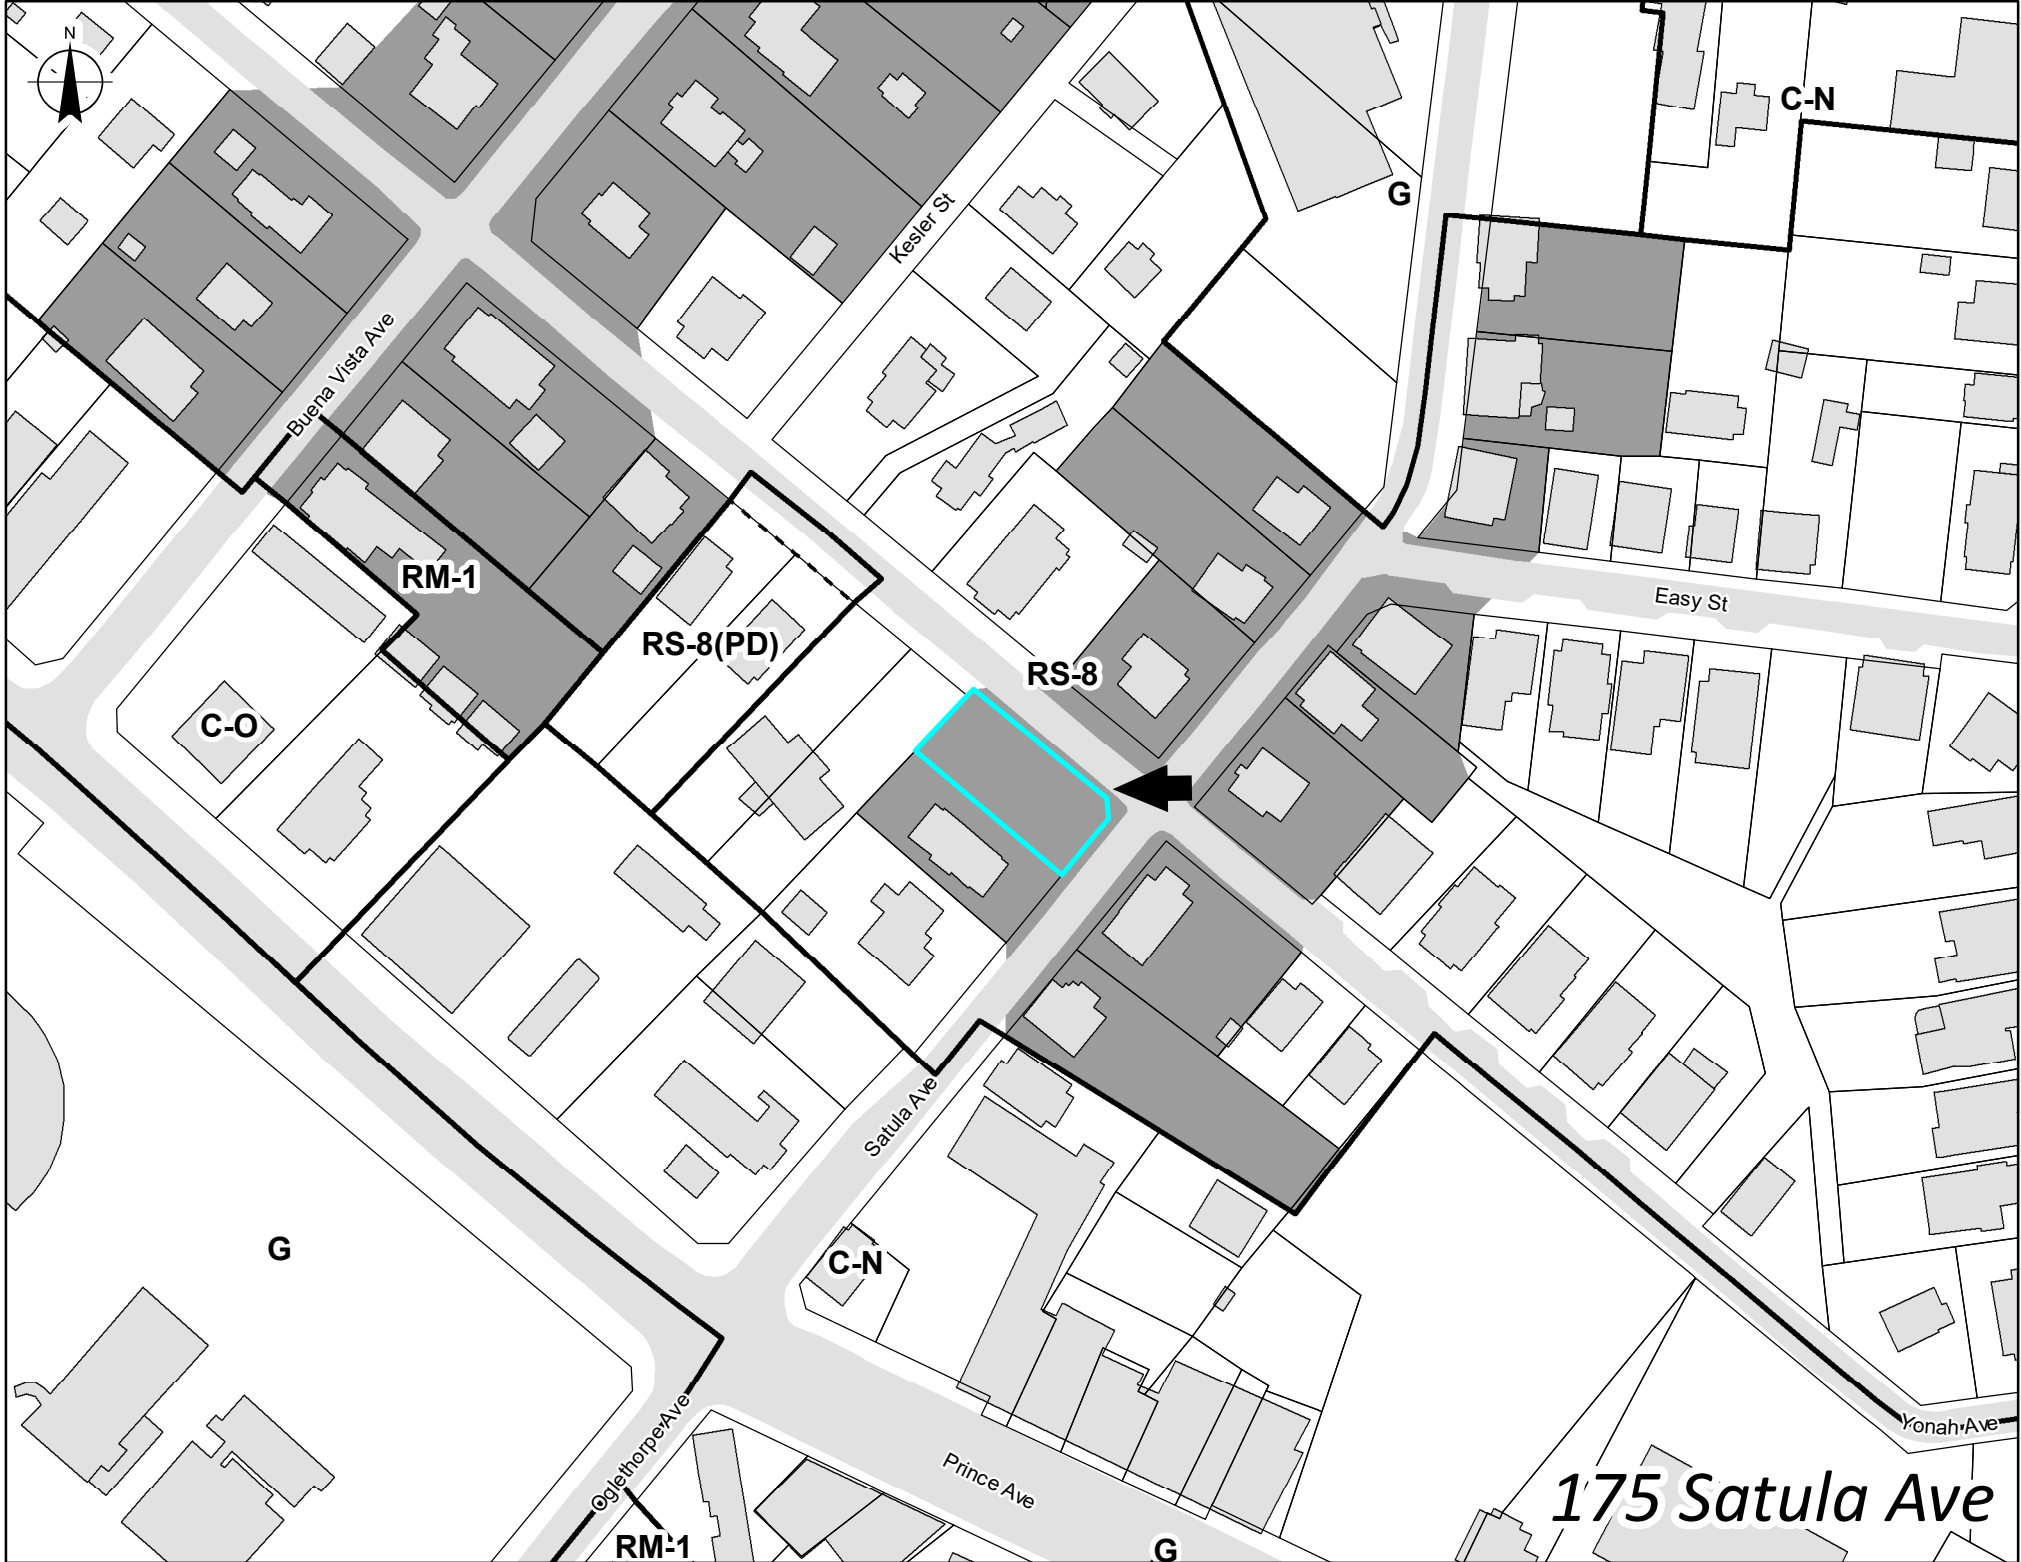 N
C-N
G
Kesler St
Buena Vista Ave
RM-1
Easy St
RS-8(PD)
RS-8
C-O
Satula Ave
G
C-N
Oglethorpe Ave
Yonah Ave
Prince Ave
175 Satula Ave
RM-1
G